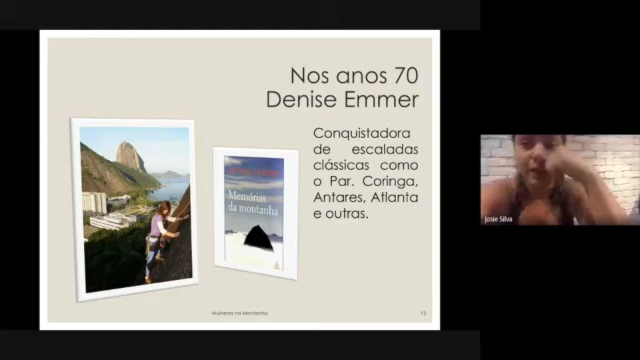 Nos anos 70
Denise Emmer
Conquistadora
de escaladas
clássicas como
o Par. Coringa,
Antares, Atlanta
e outras.
Memórias
da montanha
Mulheres na Montanha
13
Josie Silva